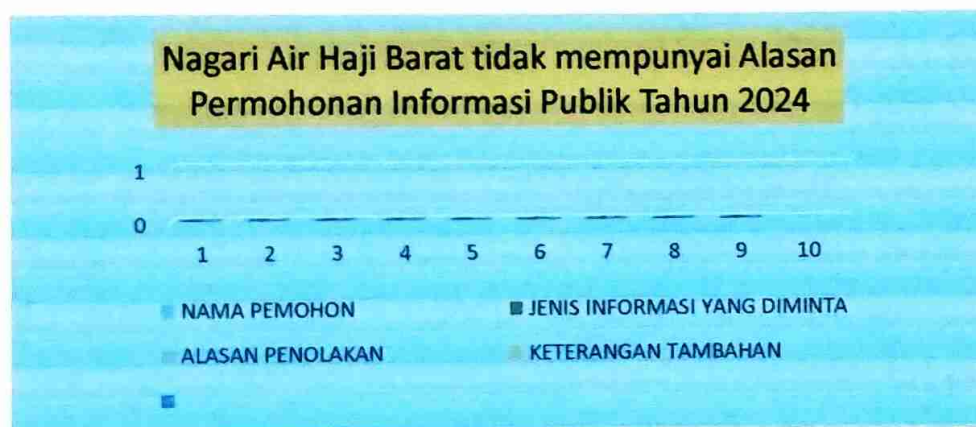 Nagari Air Haji Barat tidak mempunyai Alasan
Permohonan Informasi Publik Tahun 2024
1
0
1 2 3 4 5 6 7 8 9 10
NAMA PEMOHON JENIS INFORMASI YANG DIMINTA
ALASAN PENOLAKAN KETERANGAN TAMBAHAN